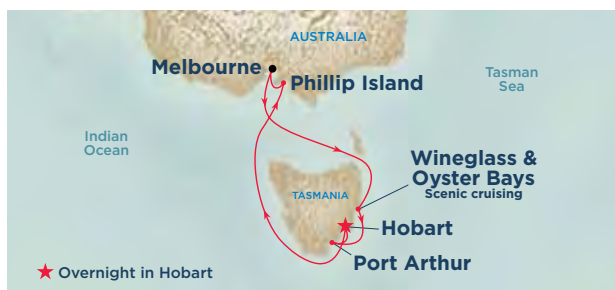 AUSTRALIA
Melbourne
Phillip Island
Tasman
Sea
Indian
Ocean
Wineglass &
Oyster Bays
Scenic cruising
TASMANIA
Hobart
Port Arthur
Overnight in Hobart